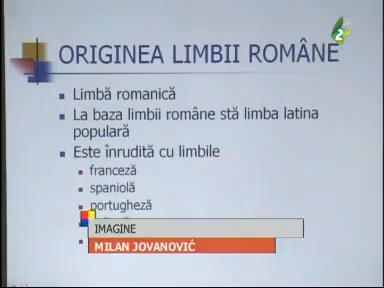 2
ORIGINEA LIMBII ROMÂNE
Limbă romanică
La baza limbii române stă limba latina
populară
Este înrudită cu limbile
franceză
spaniolă
portugheză
IMAGINE
MILAN JOVANOVIĆ